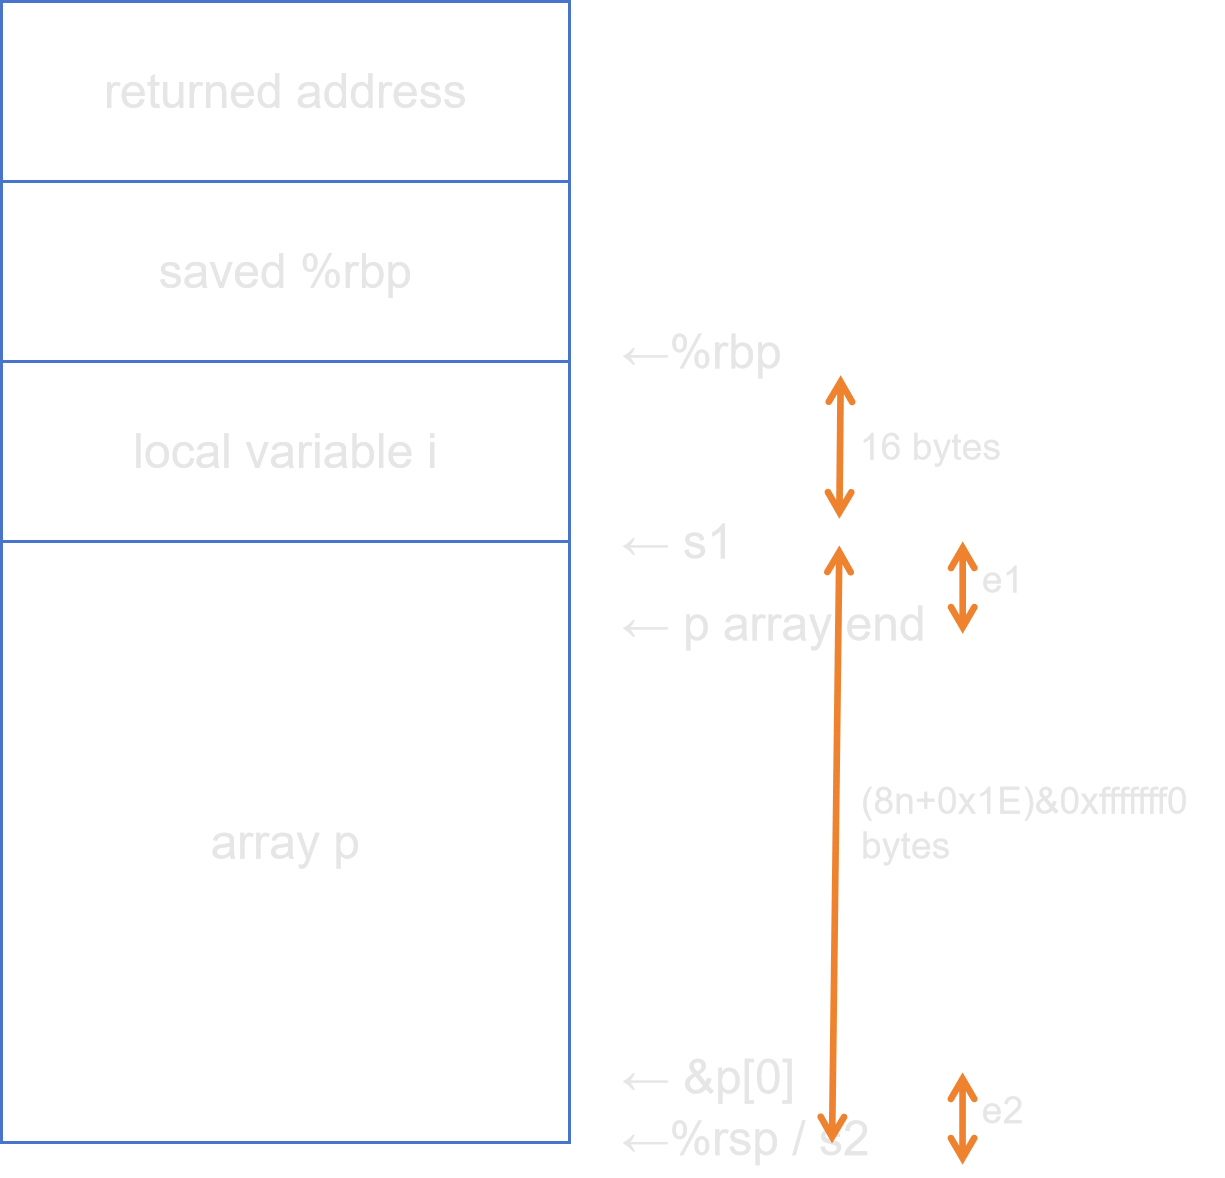 returned address
saved %rbp
←%rbp
local variable i
16 bytes
← s1
e1
← p array end
(8n+0x1E)&0xfffffff0
bytes
array p
← &p[0]
e2
←%rsp / s2